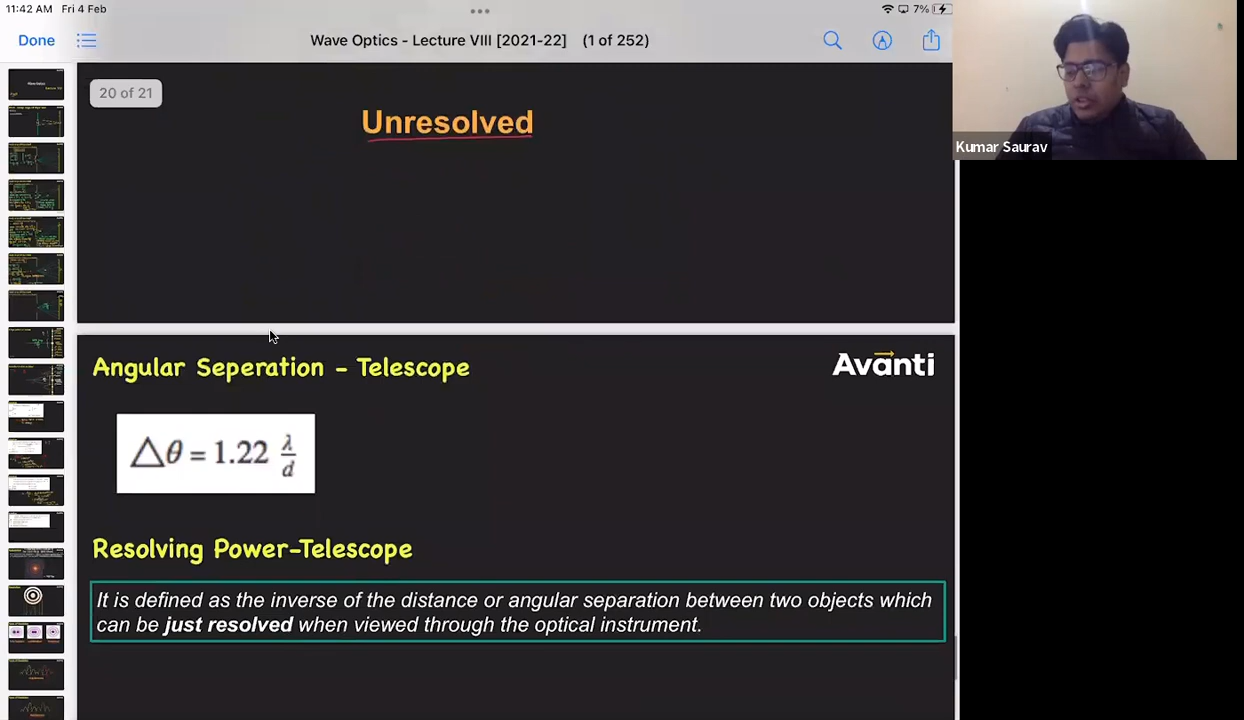 11:42 AM Fri 4 Feb
7%
Done
Wave Optics - Lecture VIII [2021-22] (1 of 252)
20 of 21
Unresolved
Kumar Saurav
Angular Seperation - Telescope
Avanti
△θ = 1.22 λ/d
Resolving Power-Telescope
It is defined as the inverse of the distance or angular separation between two objects which
can be just resolved when viewed through the optical instrument.